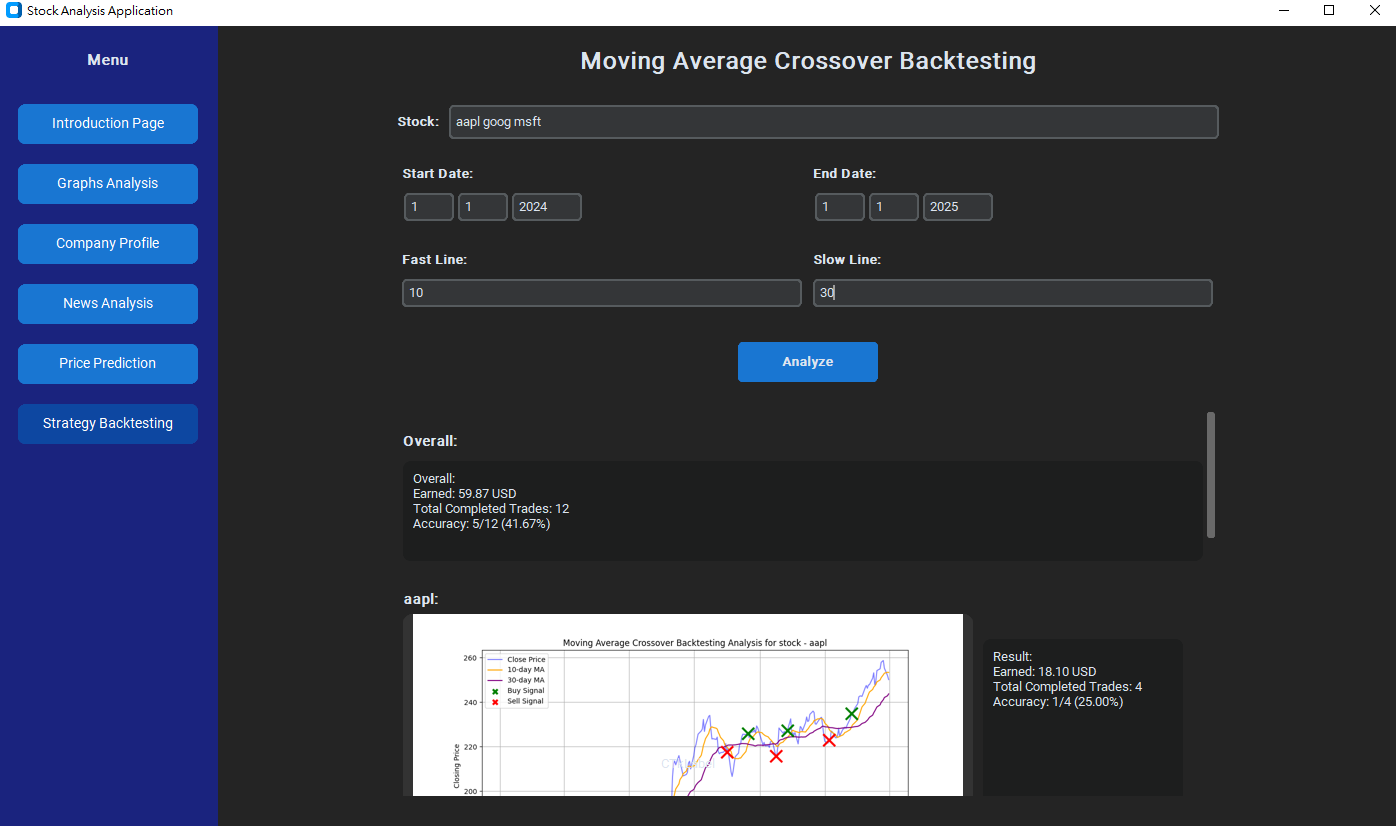 Stock Analysis Application
Menu
Introduction Page
Graphs Analysis
Company Profile
News Analysis
Price Prediction
Strategy Backtesting
Moving Average Crossover Backtesting
Stock: aapl goog msft
Start Date:
1 1 2024
End Date:
1 1 2025
Fast Line:
10
Slow Line:
30
Analyze
Overall:
Overall:
Earned: 59.87 USD
Total Completed Trades: 12
Accuracy: 5/12 (41.67%)
aapl:
Moving Average Crossover Backtesting Analysis for stock - aapl
Close Price
10-day MA
30-day MA
Buy Signal
Sell Signal
260
240
220
200
Closing Price
Result:
Earned: 18.10 USD
Total Completed Trades: 4
Accuracy: 1/4 (25.00%)